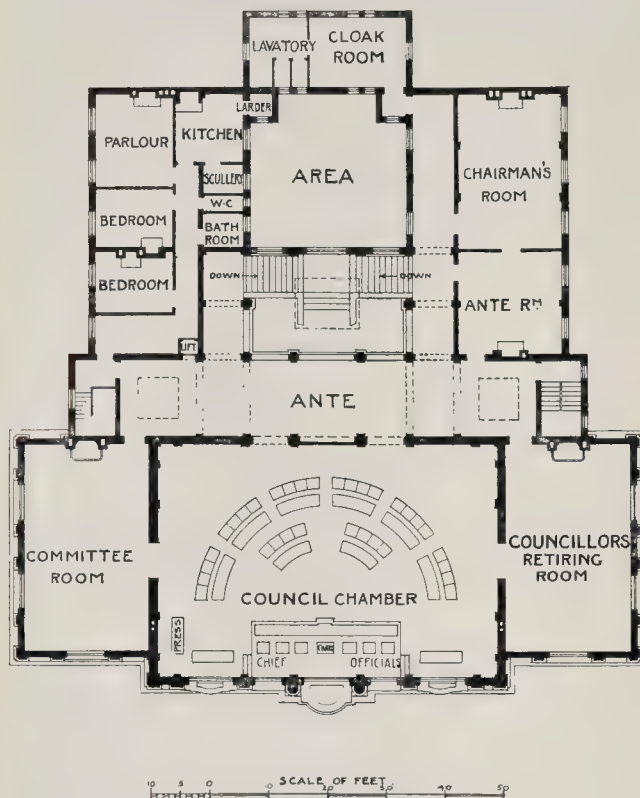 LAVATORY
CLOAK
ROOM
LARDER
KITCHEN
PARLOUR
SCULLERY
AREA
CHAIRMAN'S
ROOM
W·C
BATH
ROOM
BEDROOM
BEDROOM
DOWN
DOWN
ANTE RM
LIFT
ANTE
COMMITTEE
ROOM
COUNCIL CHAMBER
COUNCILLORS
RETIRING
ROOM
PRESS
CHIEF
OFFICIALS
SCALE OF FEET
10 5 0 10 20 30 40 50